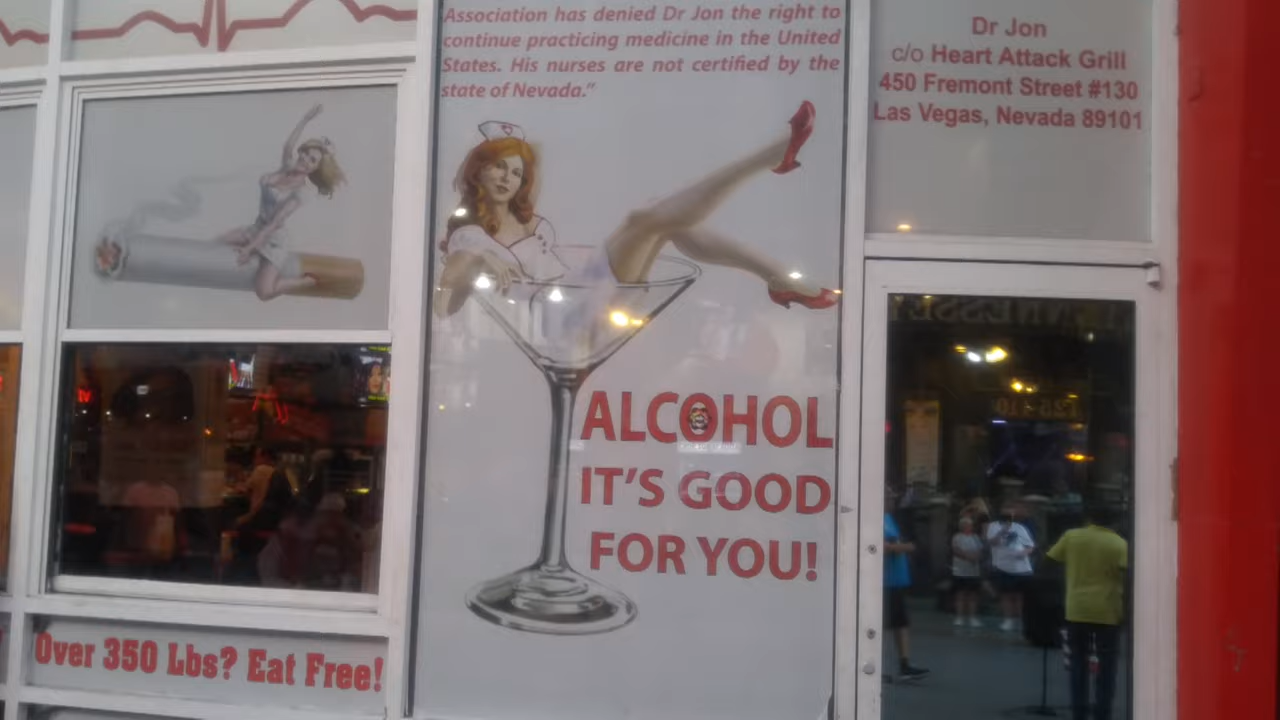 Association has denied Dr Jon the right to
continue practicing medicine in the United
States. His nurses are not certified by the
state of Nevada."
Dr Jon
c/o Heart Attack Grill
450 Fremont Street #130
Las Vegas, Nevada 89101
ALCOHOL
IT'S GOOD
FOR YOU!
Over 350 Lbs? Eat Free!